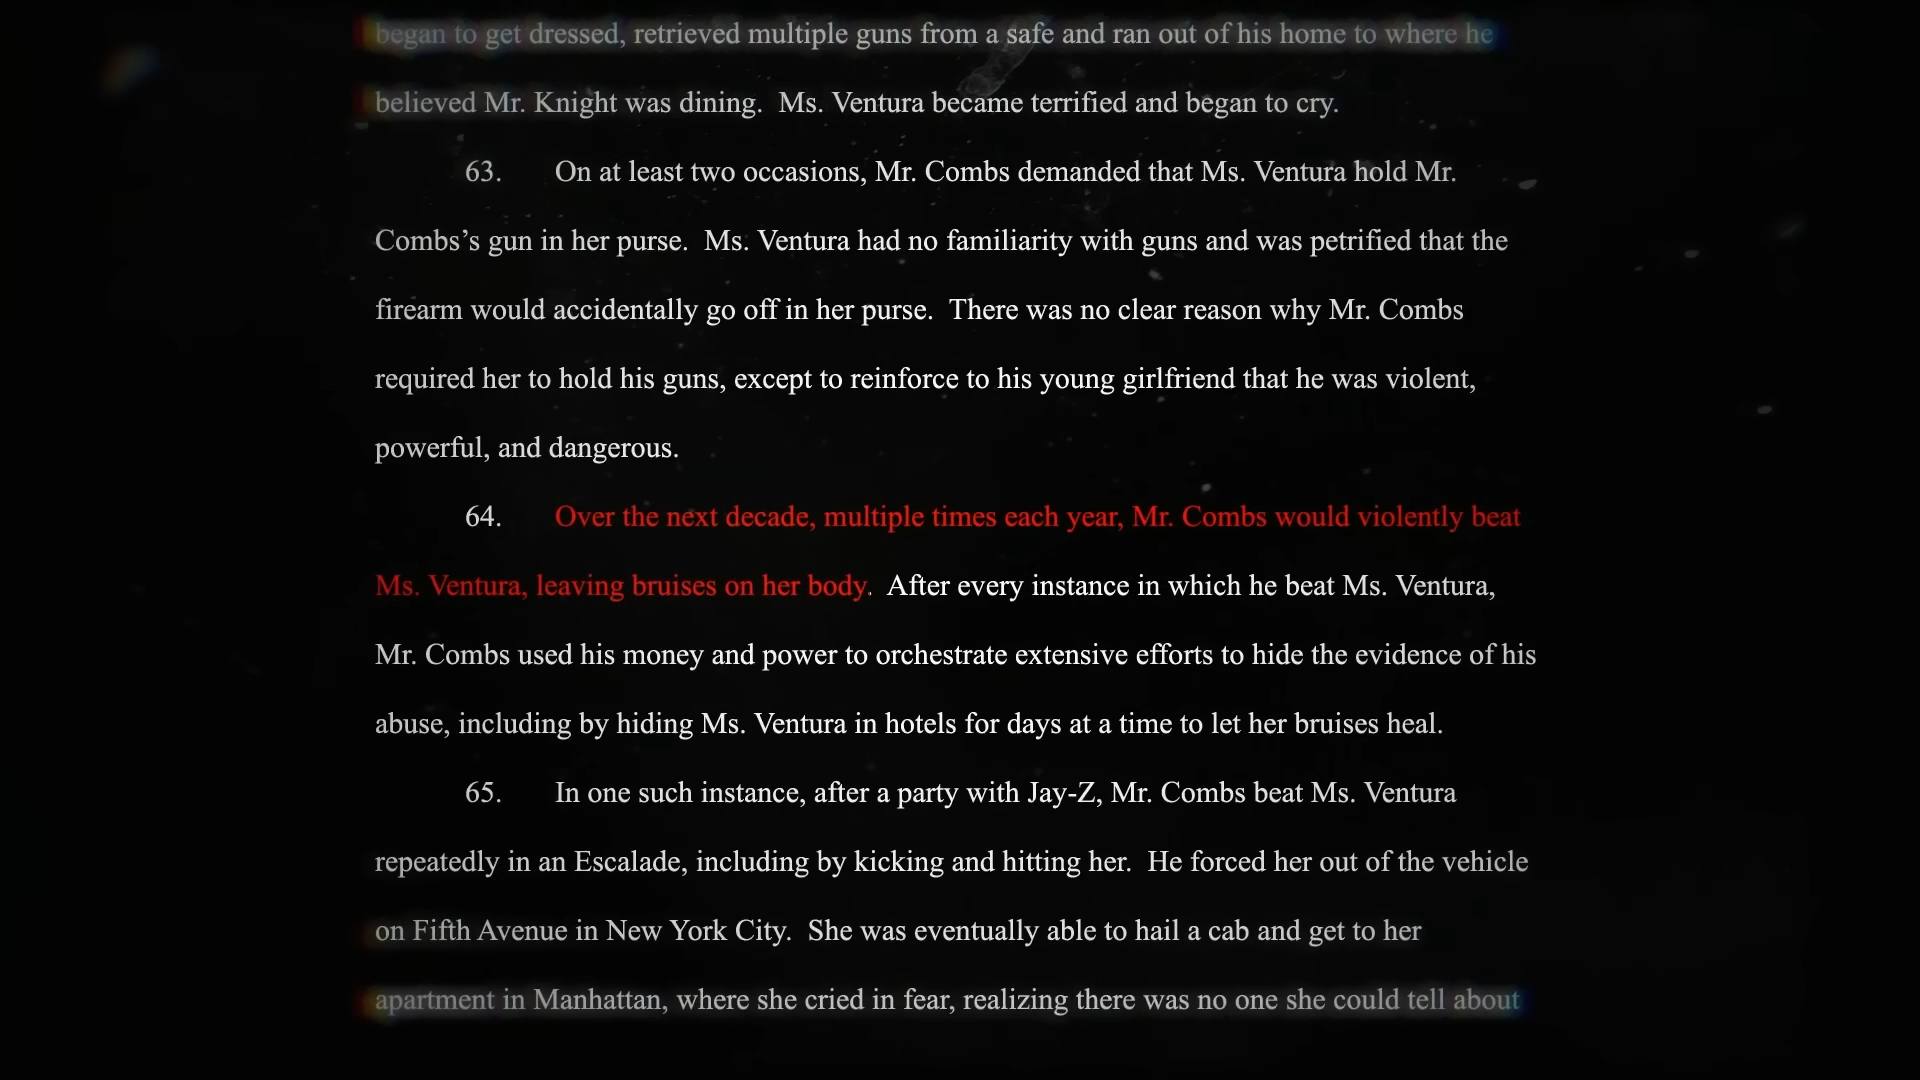 began to get dressed, retrieved multiple guns from a safe and ran out of his home to where he
believed Mr. Knight was dining.  Ms. Ventura became terrified and began to cry.
63. On at least two occasions, Mr. Combs demanded that Ms. Ventura hold Mr.
Combs’s gun in her purse.  Ms. Ventura had no familiarity with guns and was petrified that the
firearm would accidentally go off in her purse.  There was no clear reason why Mr. Combs
required her to hold his guns, except to reinforce to his young girlfriend that he was violent,
powerful, and dangerous.
64. Over the next decade, multiple times each year, Mr. Combs would violently beat
Ms. Ventura, leaving bruises on her body.  After every instance in which he beat Ms. Ventura,
Mr. Combs used his money and power to orchestrate extensive efforts to hide the evidence of his
abuse, including by hiding Ms. Ventura in hotels for days at a time to let her bruises heal.
65. In one such instance, after a party with Jay-Z, Mr. Combs beat Ms. Ventura
repeatedly in an Escalade, including by kicking and hitting her.  He forced her out of the vehicle
on Fifth Avenue in New York City.  She was eventually able to hail a cab and get to her
apartment in Manhattan, where she cried in fear, realizing there was no one she could tell about